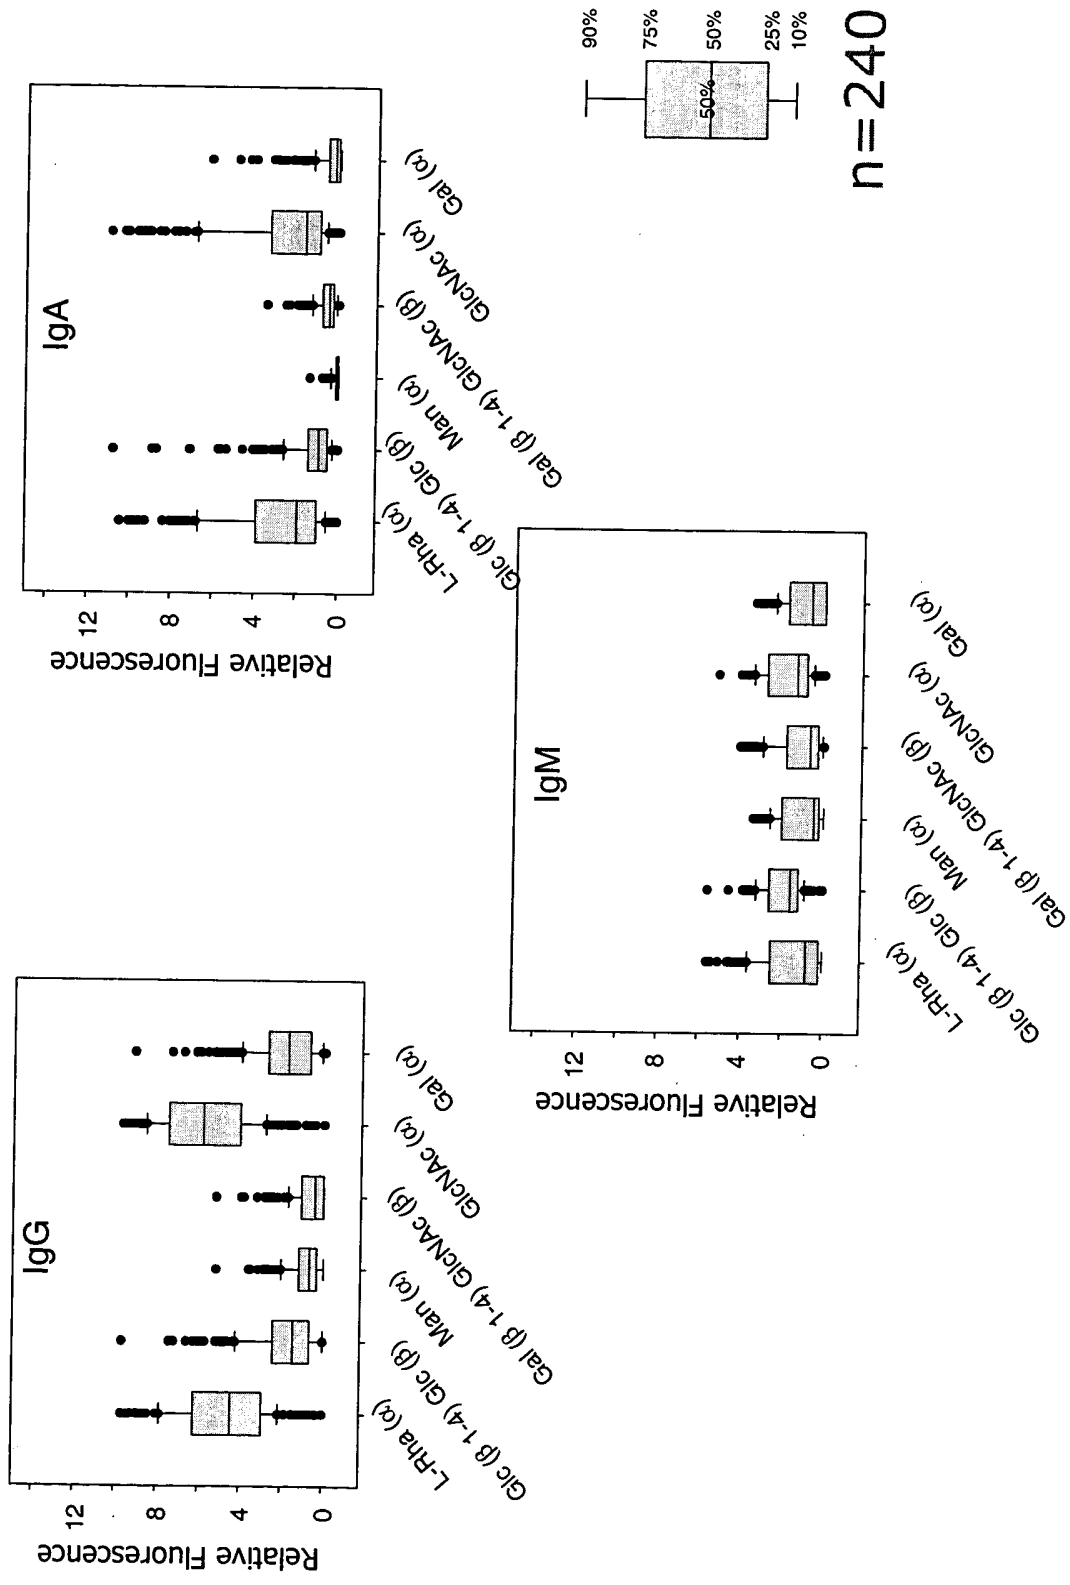 IgG
Relative Fluorescence
12
8
4
0
L-Rha (α)
Glc (β 1-4) Glc (β)
Man (α)
Gal (β 1-4) GlcNAc (β)
GlcNAc (α)
Gal (α)
IgA
Relative Fluorescence
12
8
4
0
L-Rha (α)
Glc (β 1-4) Glc (β)
Man (α)
Gal (β 1-4) GlcNAc (β)
GlcNAc (α)
Gal (α)
IgM
Relative Fluorescence
12
8
4
0
L-Rha (α)
Glc (β 1-4) Glc (β)
Man (α)
Gal (β 1-4) GlcNAc (β)
GlcNAc (α)
Gal (α)
90%
75%
50%
50%
25%
10%
n=240